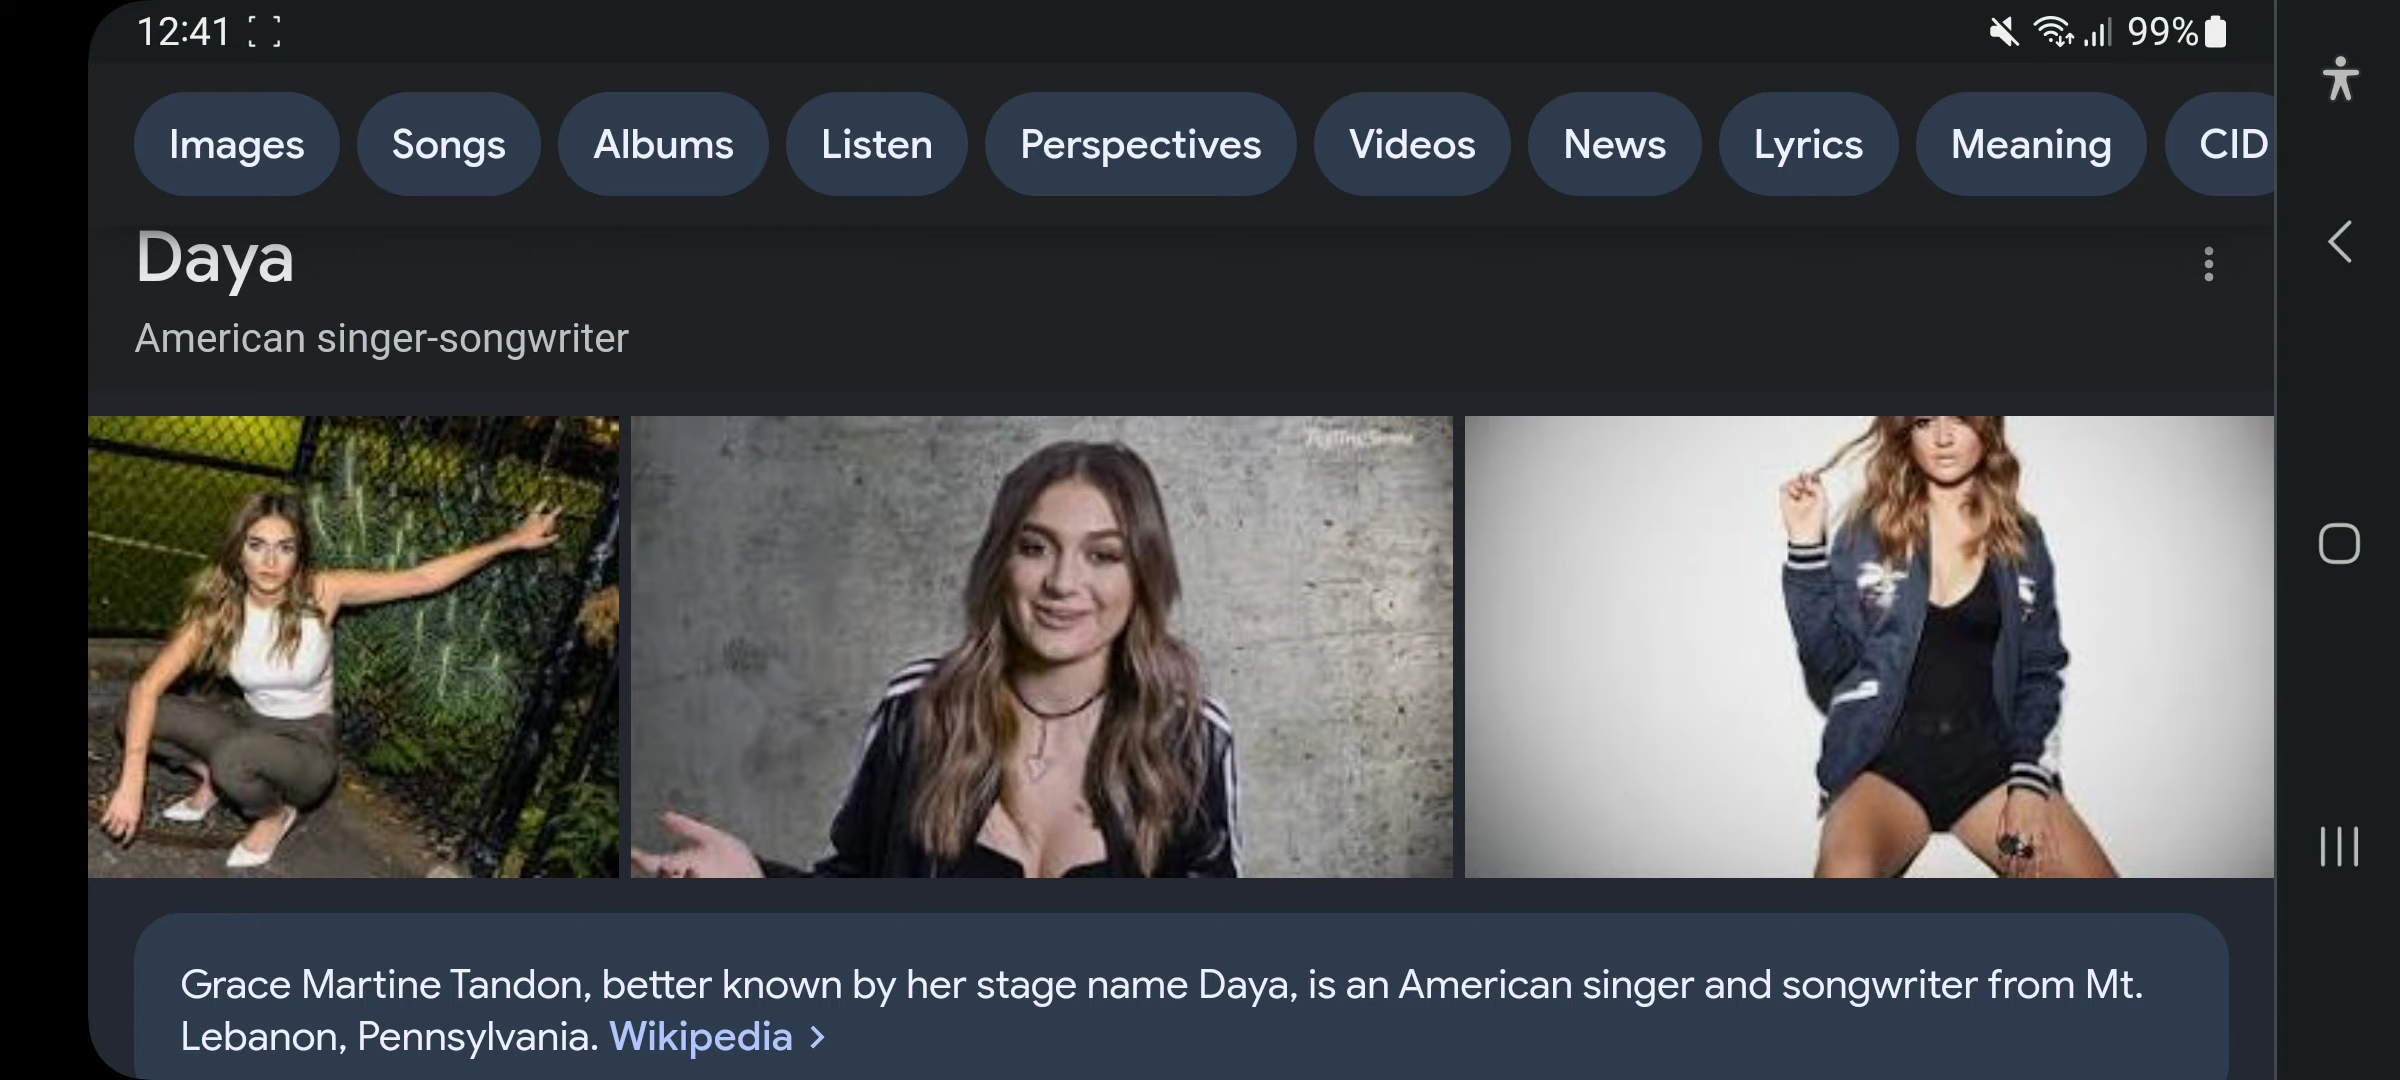 12:41
99%
Images Songs Albums Listen Perspectives Videos News Lyrics Meaning CID
Daya
American singer-songwriter
Grace Martine Tandon, better known by her stage name Daya, is an American singer and songwriter from Mt.
Lebanon, Pennsylvania. Wikipedia >